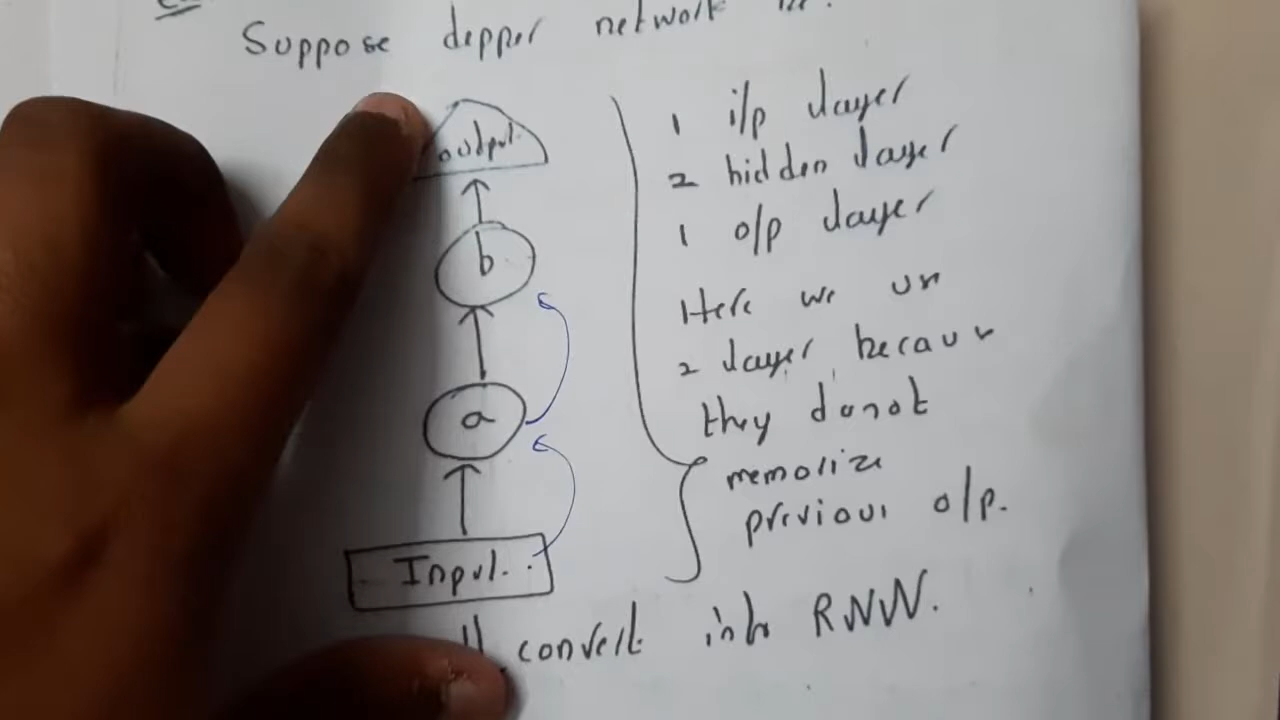 Suppose depper network
output.
b
a
Input.
1 i/p layer
2 hidden layer
1 o/p layer
Here we use
2 layer because
they donot
memorize
previous o/p.
convert into RNN.